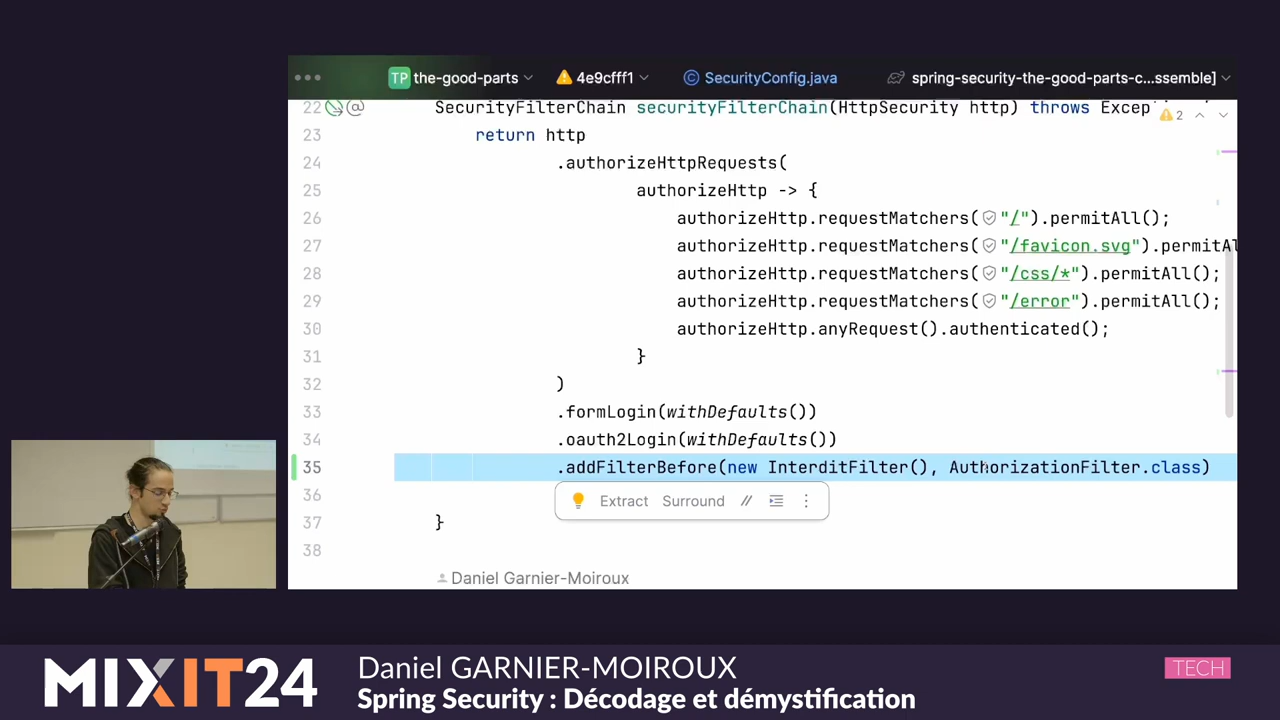 TP the-good-parts
4e9cfff1
SecurityConfig.java
spring-security-the-good-parts-c...ssemble]
22 SecurityFilterChain securityFilterChain(HttpSecurity http) throws Excep
2
23 return http
24 .authorizeHttpRequests(
25 authorizeHttp -> {
26 authorizeHttp.requestMatchers("/").permitAll();
27 authorizeHttp.requestMatchers("/favicon.svg").permitAl
28 authorizeHttp.requestMatchers("/css/*").permitAll();
29 authorizeHttp.requestMatchers("/error").permitAll();
30 authorizeHttp.anyRequest().authenticated();
31 }
32 )
33 .formLogin(withDefaults())
34 .oauth2Login(withDefaults())
35 .addFilterBefore(new InterditFilter(), AuthorizationFilter.class)
36
Extract Surround //
37 }
38
Daniel Garnier-Moiroux
MIXIT24
Daniel GARNIER-MOIROUX
TECH
Spring Security : Décodage et démystification